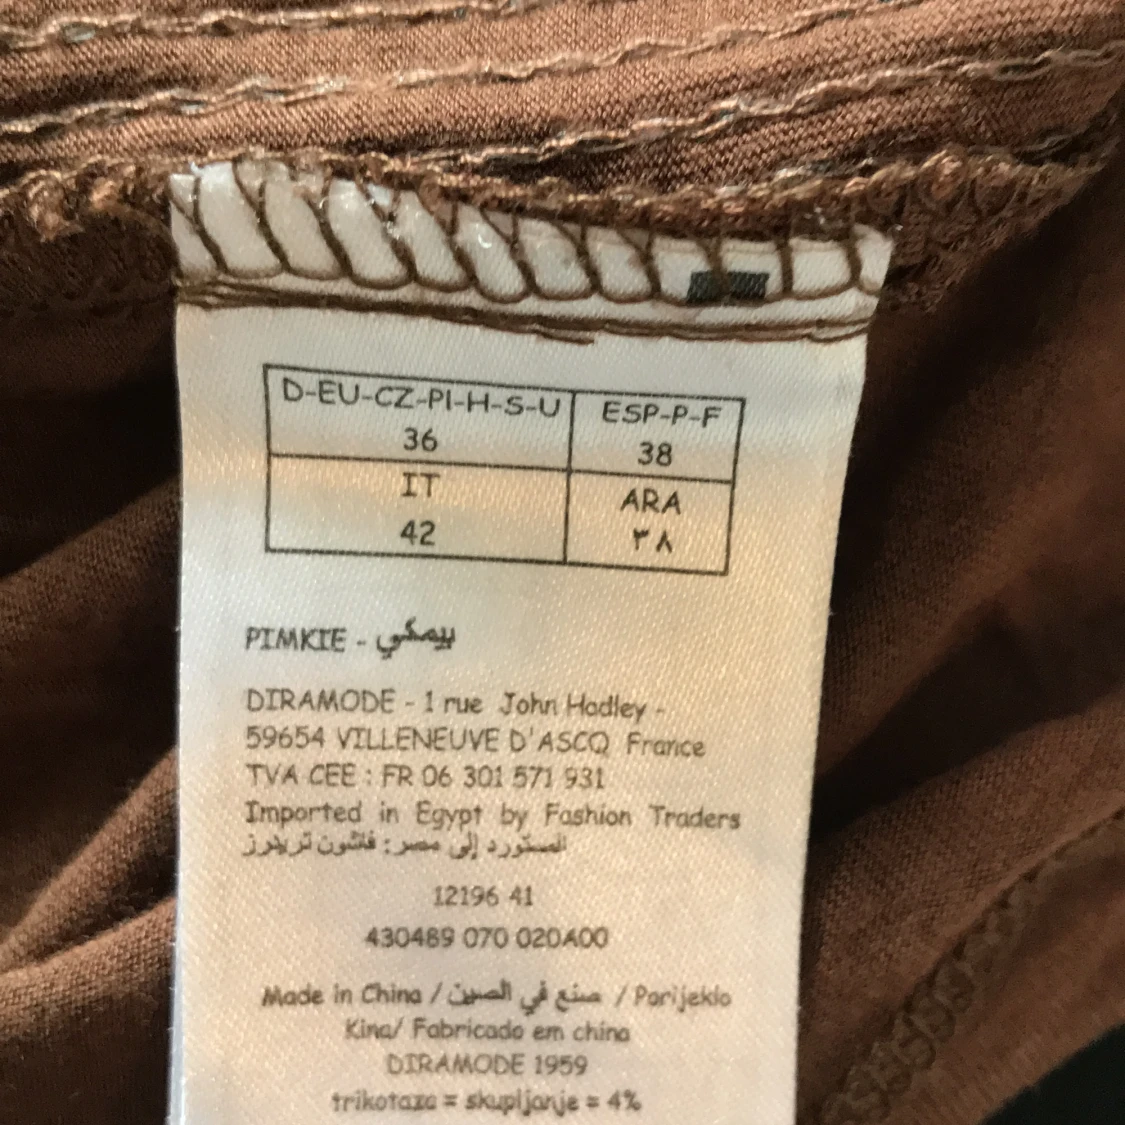 D-EU-CZ-PI-H-S-U ESP-P-F
36 38
IT ARA
42 ٣٨
PIMKIE - بيمكي
DIRAMODE - 1 rue John Hadley -
59654 VILLENEUVE D'ASCQ France
TVA CEE : FR 06 301 571 931
Imported in Egypt by Fashion Traders
المستورد إلى مصر: فاشون تريدرز
12196 41
430489 070 020A00
Made in China / صنع في الصين / Porijeklo
Kina/ Fabricado em china
DIRAMODE 1959
trikotaza = skupljanje = 4%